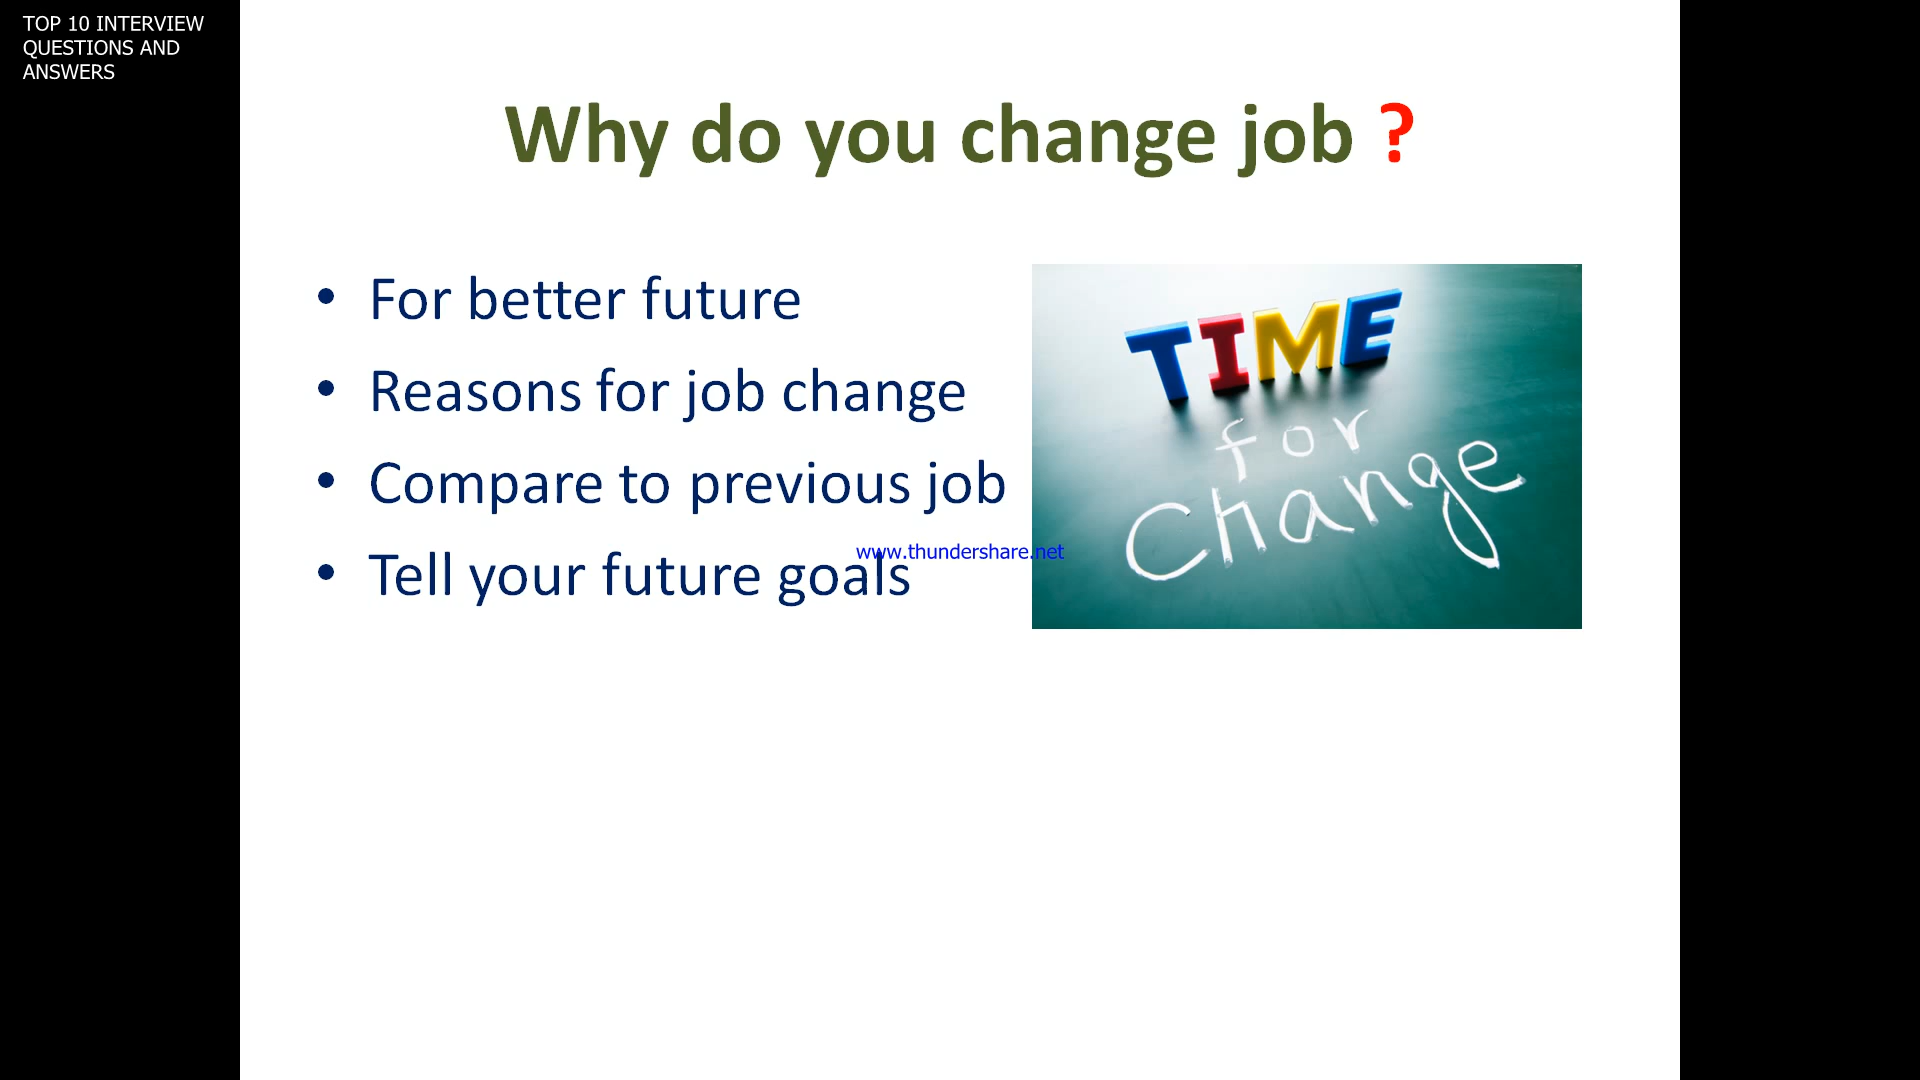 TOP 10 INTERVIEW
QUESTIONS AND
ANSWERS
Why do you change job ?
• For better future
• Reasons for job change
• Compare to previous job
• Tell your future goals
www.thundershare.net
TIME
for
Change